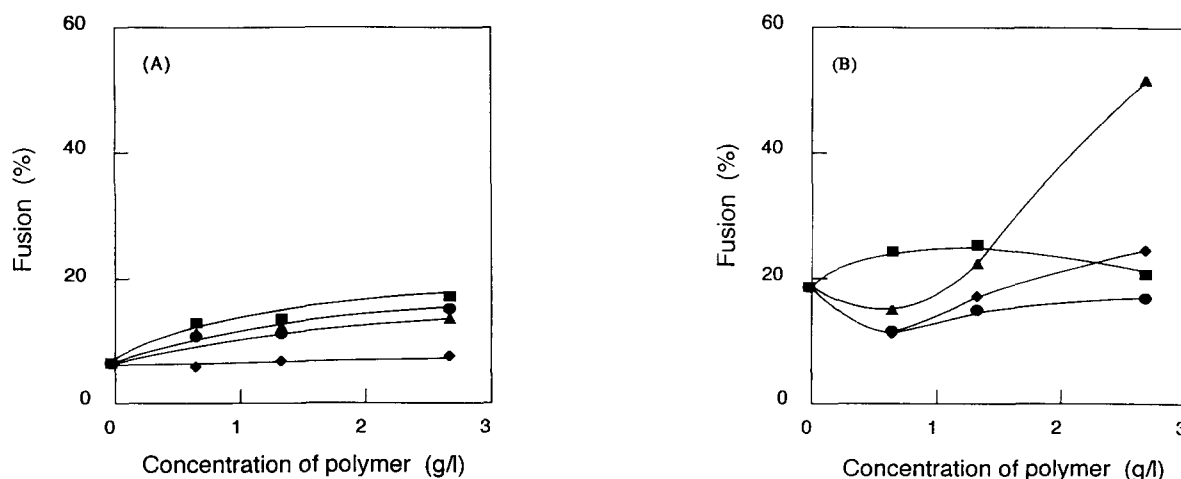 60
(A)
40
Fusion (%)
20
0
0 1 2 3
Concentration of polymer (g/l)
60
(B)
40
Fusion (%)
20
0
0 1 2 3
Concentration of polymer (g/l)